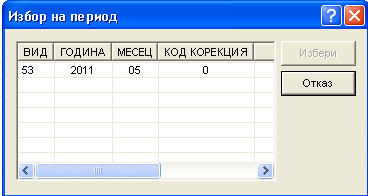 Избор на период
ВИД ГОДИНА МЕСЕЦ КОД КОРЕКЦИЯ
53 2011 05 0
Избери
Отказ